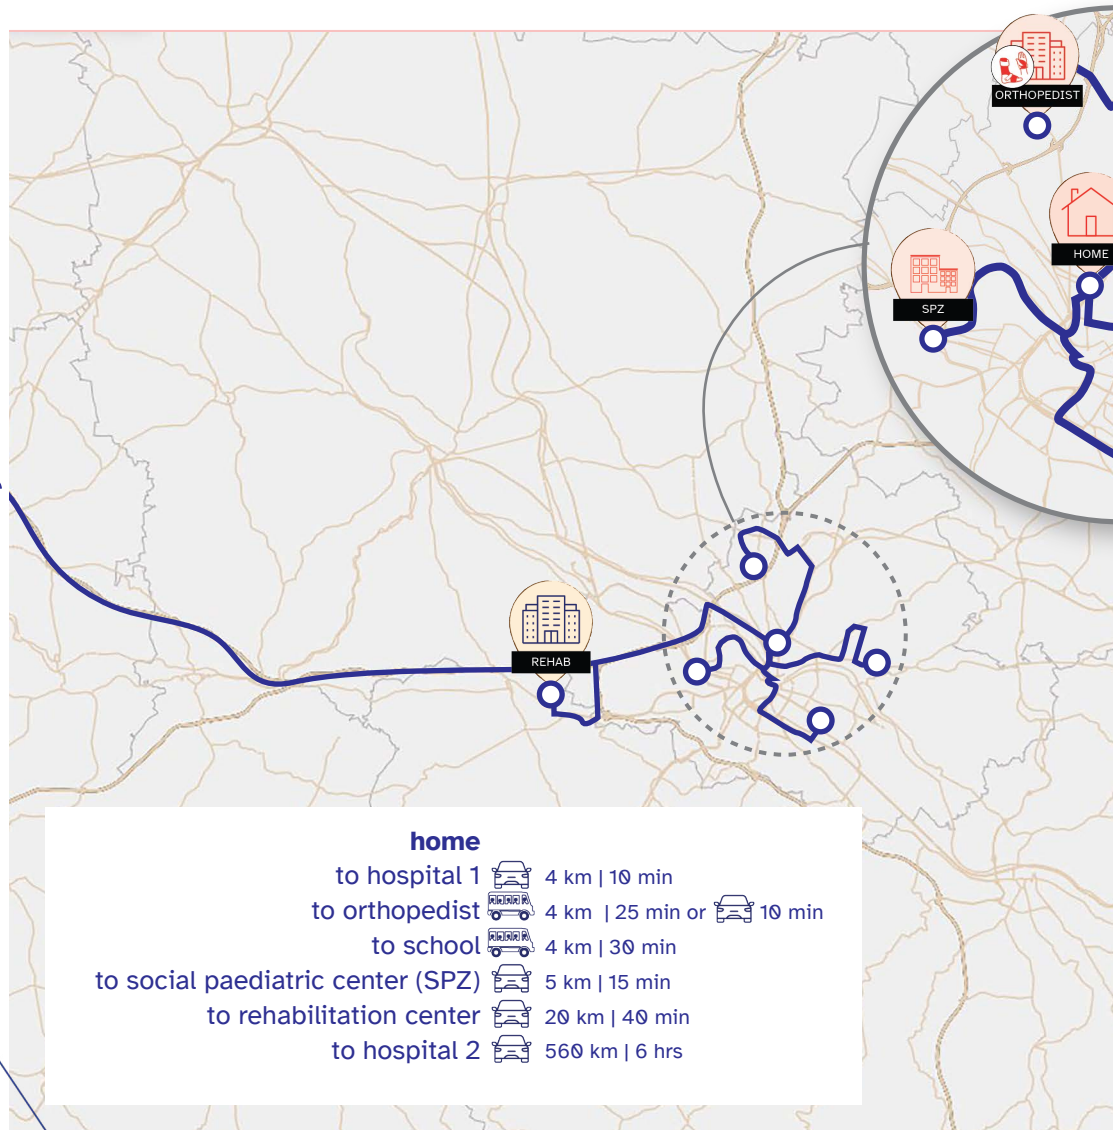 ORTHOPEDIST
HOME
SPZ
REHAB
home
to hospital 1 4 km | 10 min
to orthopedist 4 km | 25 min or 10 min
to school 4 km | 30 min
to social paediatric center (SPZ) 5 km | 15 min
to rehabilitation center 20 km | 40 min
to hospital 2 560 km | 6 hrs